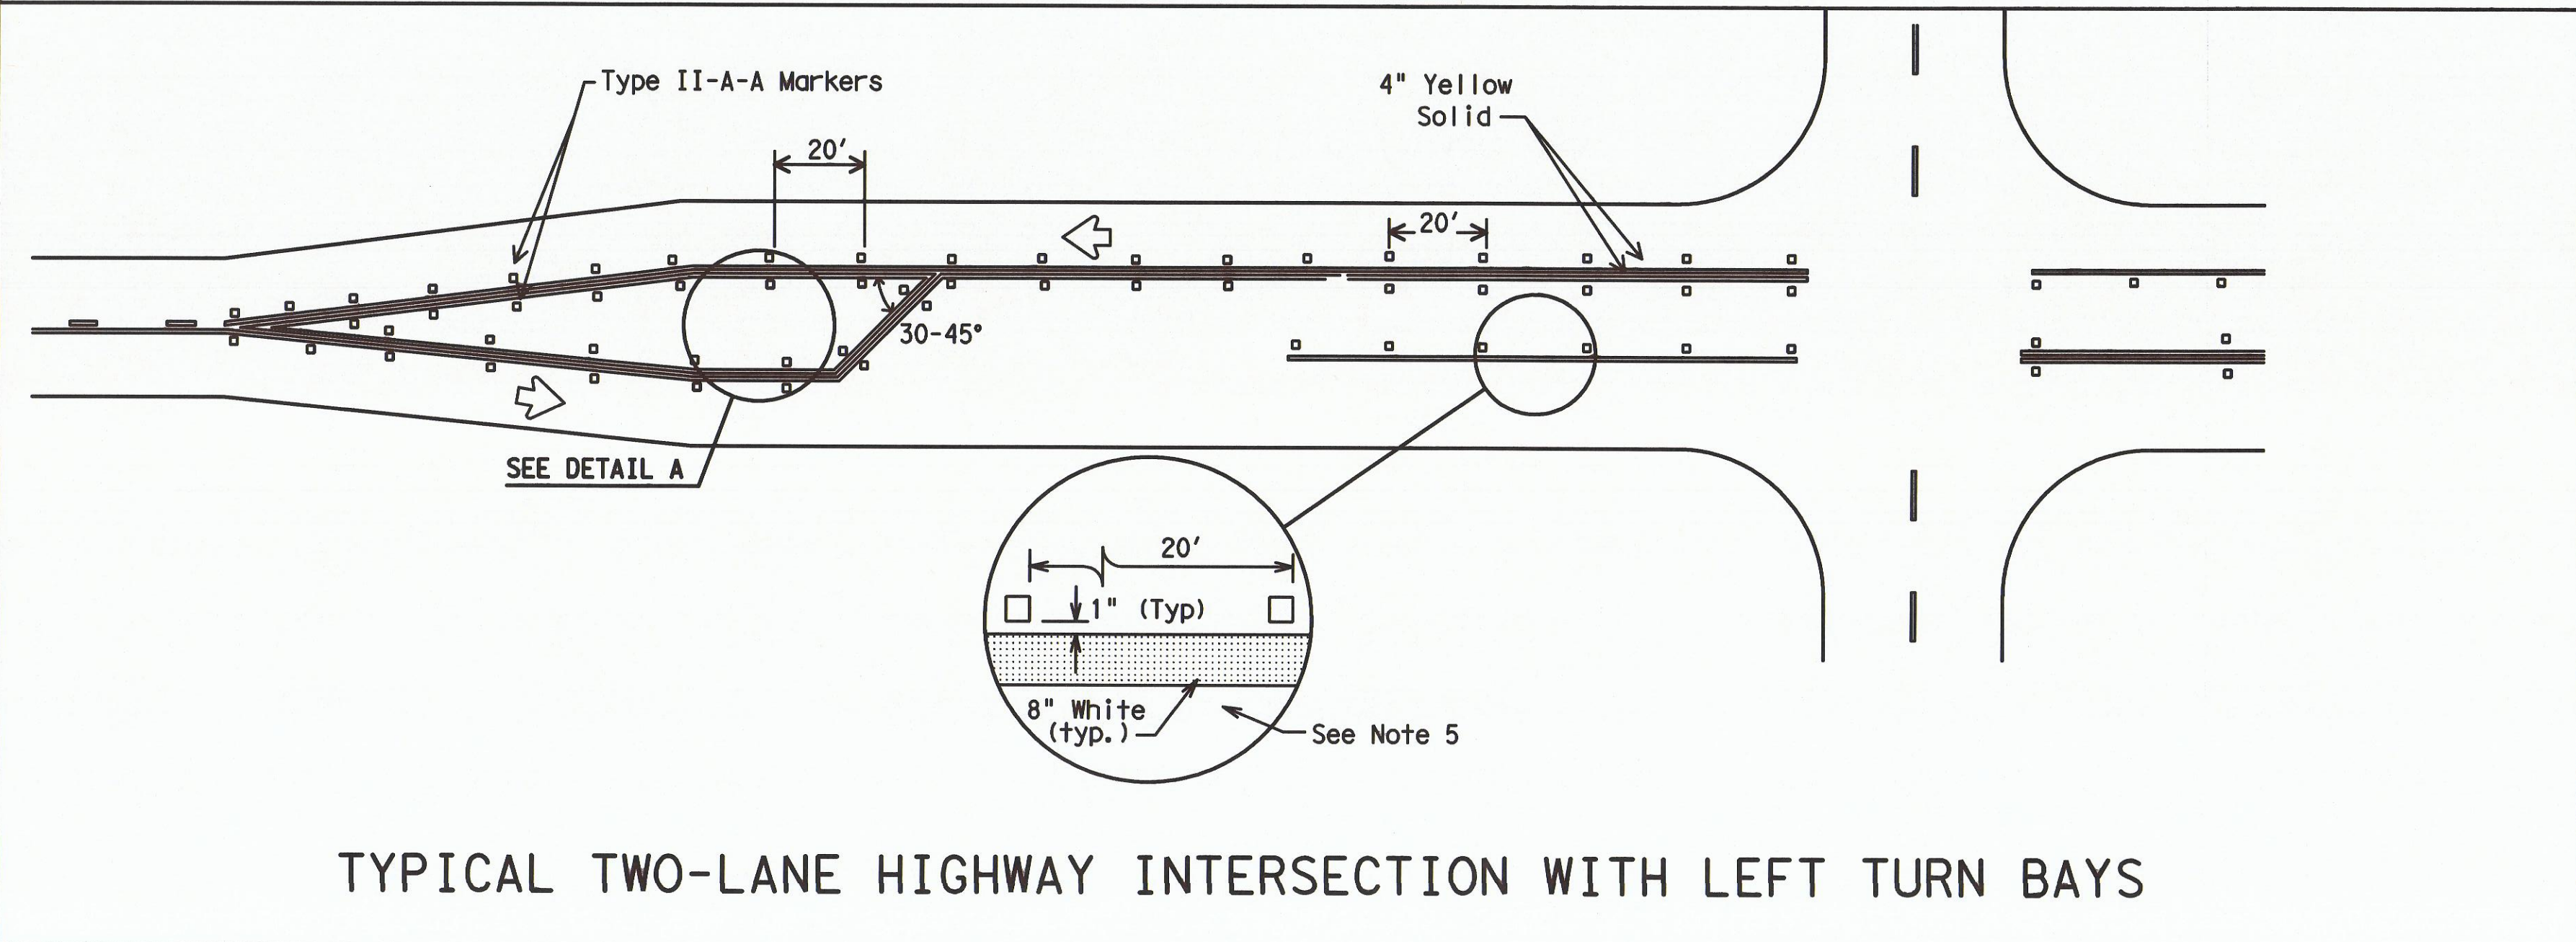 Type II-A-A Markers
4" Yellow
Solid
20'
20'
30-45°
SEE DETAIL A
20'
1" (Typ)
8" White
(typ.)
See Note 5
TYPICAL TWO-LANE HIGHWAY INTERSECTION WITH LEFT TURN BAYS